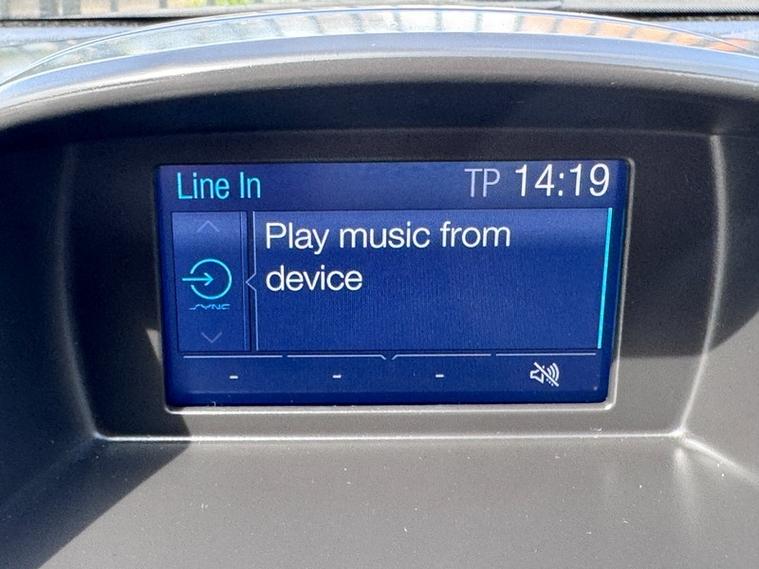 Line In
TP 14:19
Play music from
device
SYNC
- - -